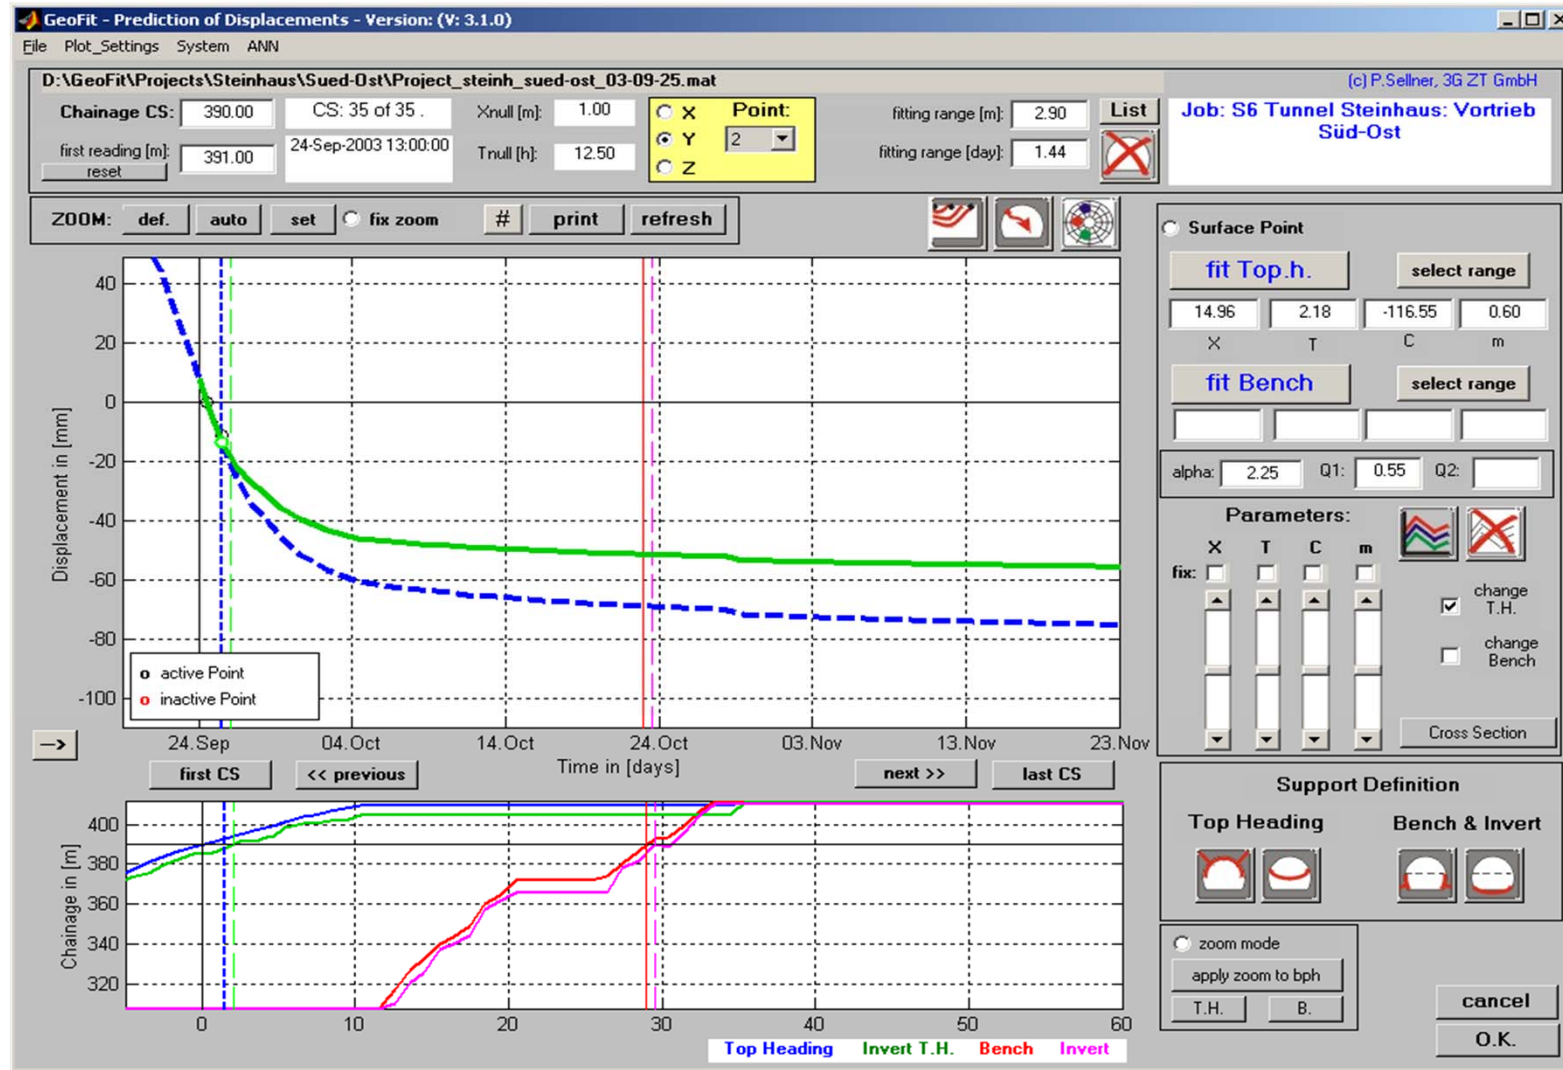 GeoFit - Prediction of Displacements - Version: (V: 3.1.0)
File Plot_Settings System ANN
D:\GeoFit\Projects\Steinhaus\Sued-Ost\Project_steinh_sued-ost_03-09-25.mat
(c) P.Sellner, 3G ZT GmbH
Chainage CS: 390.00 CS: 35 of 35 . Xnull [m]: 1.00 X Point: fitting range [m]: 2.90 List
Job: S6 Tunnel Steinhaus: Vortrieb
Süd-Ost
first reading [m]: 391.00 24-Sep-2003 13:00:00 Tnull [h]: 12.50 Y 2 fitting range [day]: 1.44
reset
Z
ZOOM: def. auto set fix zoom # print refresh
Surface Point
fit Top.h. select range
14.96 2.18 -116.55 0.60
X T C m
fit Bench select range
alpha: 2.25 Q1: 0.55 Q2:
Parameters:
X T C m
fix:
change
T.H.
change
Bench
Cross Section
Displacement in [mm]
40
20
0
-20
-40
-60
-80
-100
o active Point
o inactive Point
24.Sep 04.Oct 14.Oct 24.Oct 03.Nov 13.Nov 23.Nov
-->
Time in [days]
first CS << previous next >> last CS
Chainage in [m]
400
380
360
340
320
0 10 20 30 40 50 60
Top Heading Invert T.H. Bench Invert
Support Definition
Top Heading Bench & Invert
zoom mode
apply zoom to bph
T.H. B.
cancel
O.K.